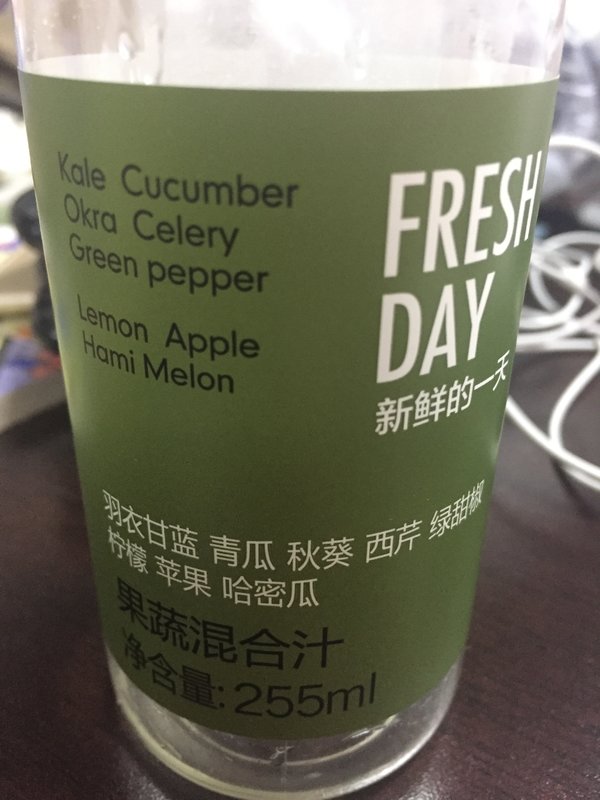 Kale Cucumber
Okra Celery
Green pepper
Lemon Apple
Hami Melon
FRESH
DAY
新鲜的一天
羽衣甘蓝 青瓜 秋葵 西芹 绿甜椒
柠檬 苹果 哈密瓜
果蔬混合汁
净含量:255ml